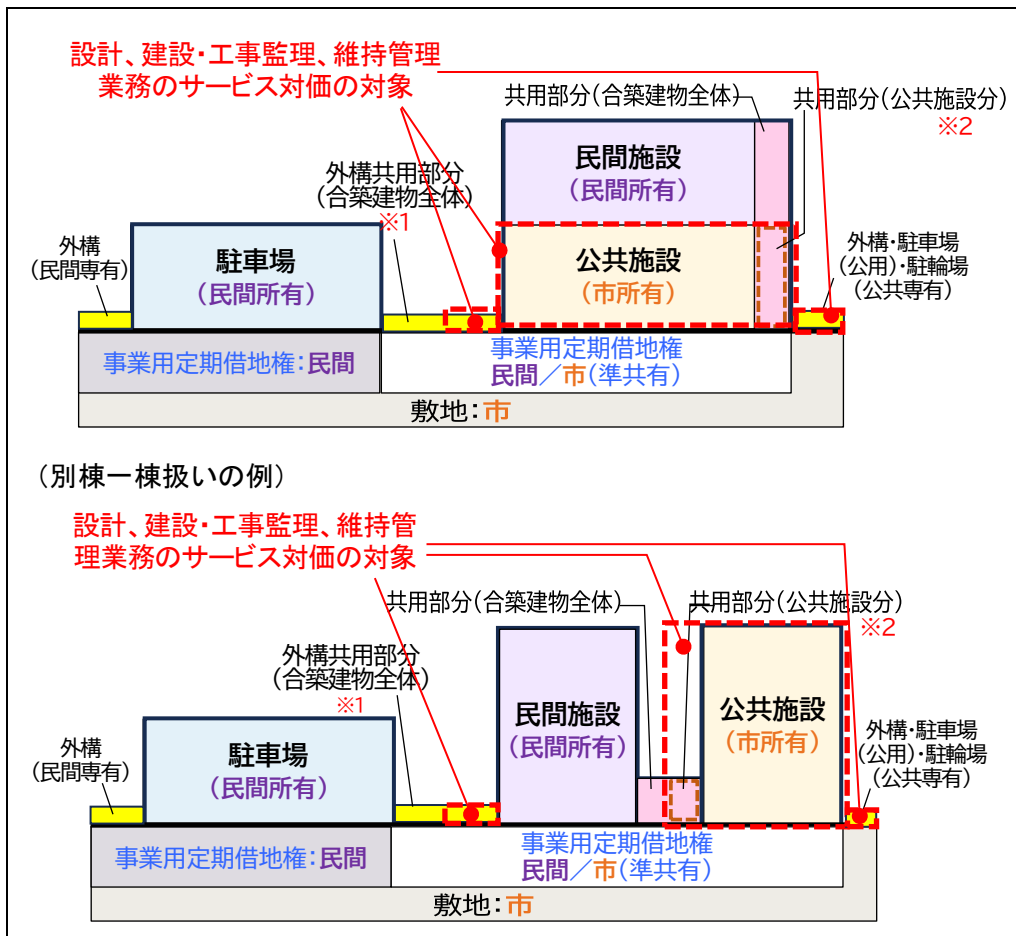 設計、建設・工事監理、維持管理
業務のサービス対価の対象
共用部分(合築建物全体)
共用部分(公共施設分)
※2
外構共用部分
(合築建物全体)
※1
民間施設
(民間所有)
外構
(民間専有)
駐車場
(民間所有)
公共施設
(市所有)
外構・駐車場
(公用)・駐輪場
(公共専有)
事業用定期借地権:民間
事業用定期借地権
民間/市(準共有)
敷地:市
(別棟一棟扱いの例)
設計、建設・工事監理、維持管
理業務のサービス対価の対象
共用部分(合築建物全体)
共用部分(公共施設分)
※2
外構共用部分
(合築建物全体)
※1
民間施設
(民間所有)
公共施設
(市所有)
外構
(民間専有)
駐車場
(民間所有)
外構・駐車場
(公用)・駐輪場
(公共専有)
事業用定期借地権:民間
事業用定期借地権
民間/市(準共有)
敷地:市